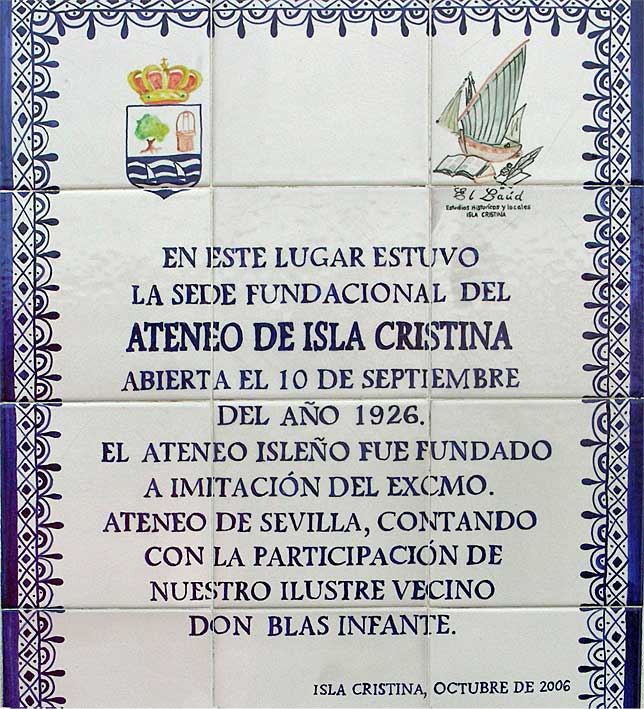 El Laúd
Estudios Históricos y locales
ISLA CRISTINA
EN ESTE LUGAR ESTUVO
LA SEDE FUNDACIONAL DEL
ATENEO DE ISLA CRISTINA
ABIERTA EL 10 DE SEPTIEMBRE
DEL AÑO 1926.
EL ATENEO ISLEÑO FUE FUNDADO
A IMITACIÓN DEL EXCMO.
ATENEO DE SEVILLA, CONTANDO
CON LA PARTICIPACIÓN DE
NUESTRO ILUSTRE VECINO
DON BLAS INFANTE.
ISLA CRISTINA, OCTUBRE DE 2006